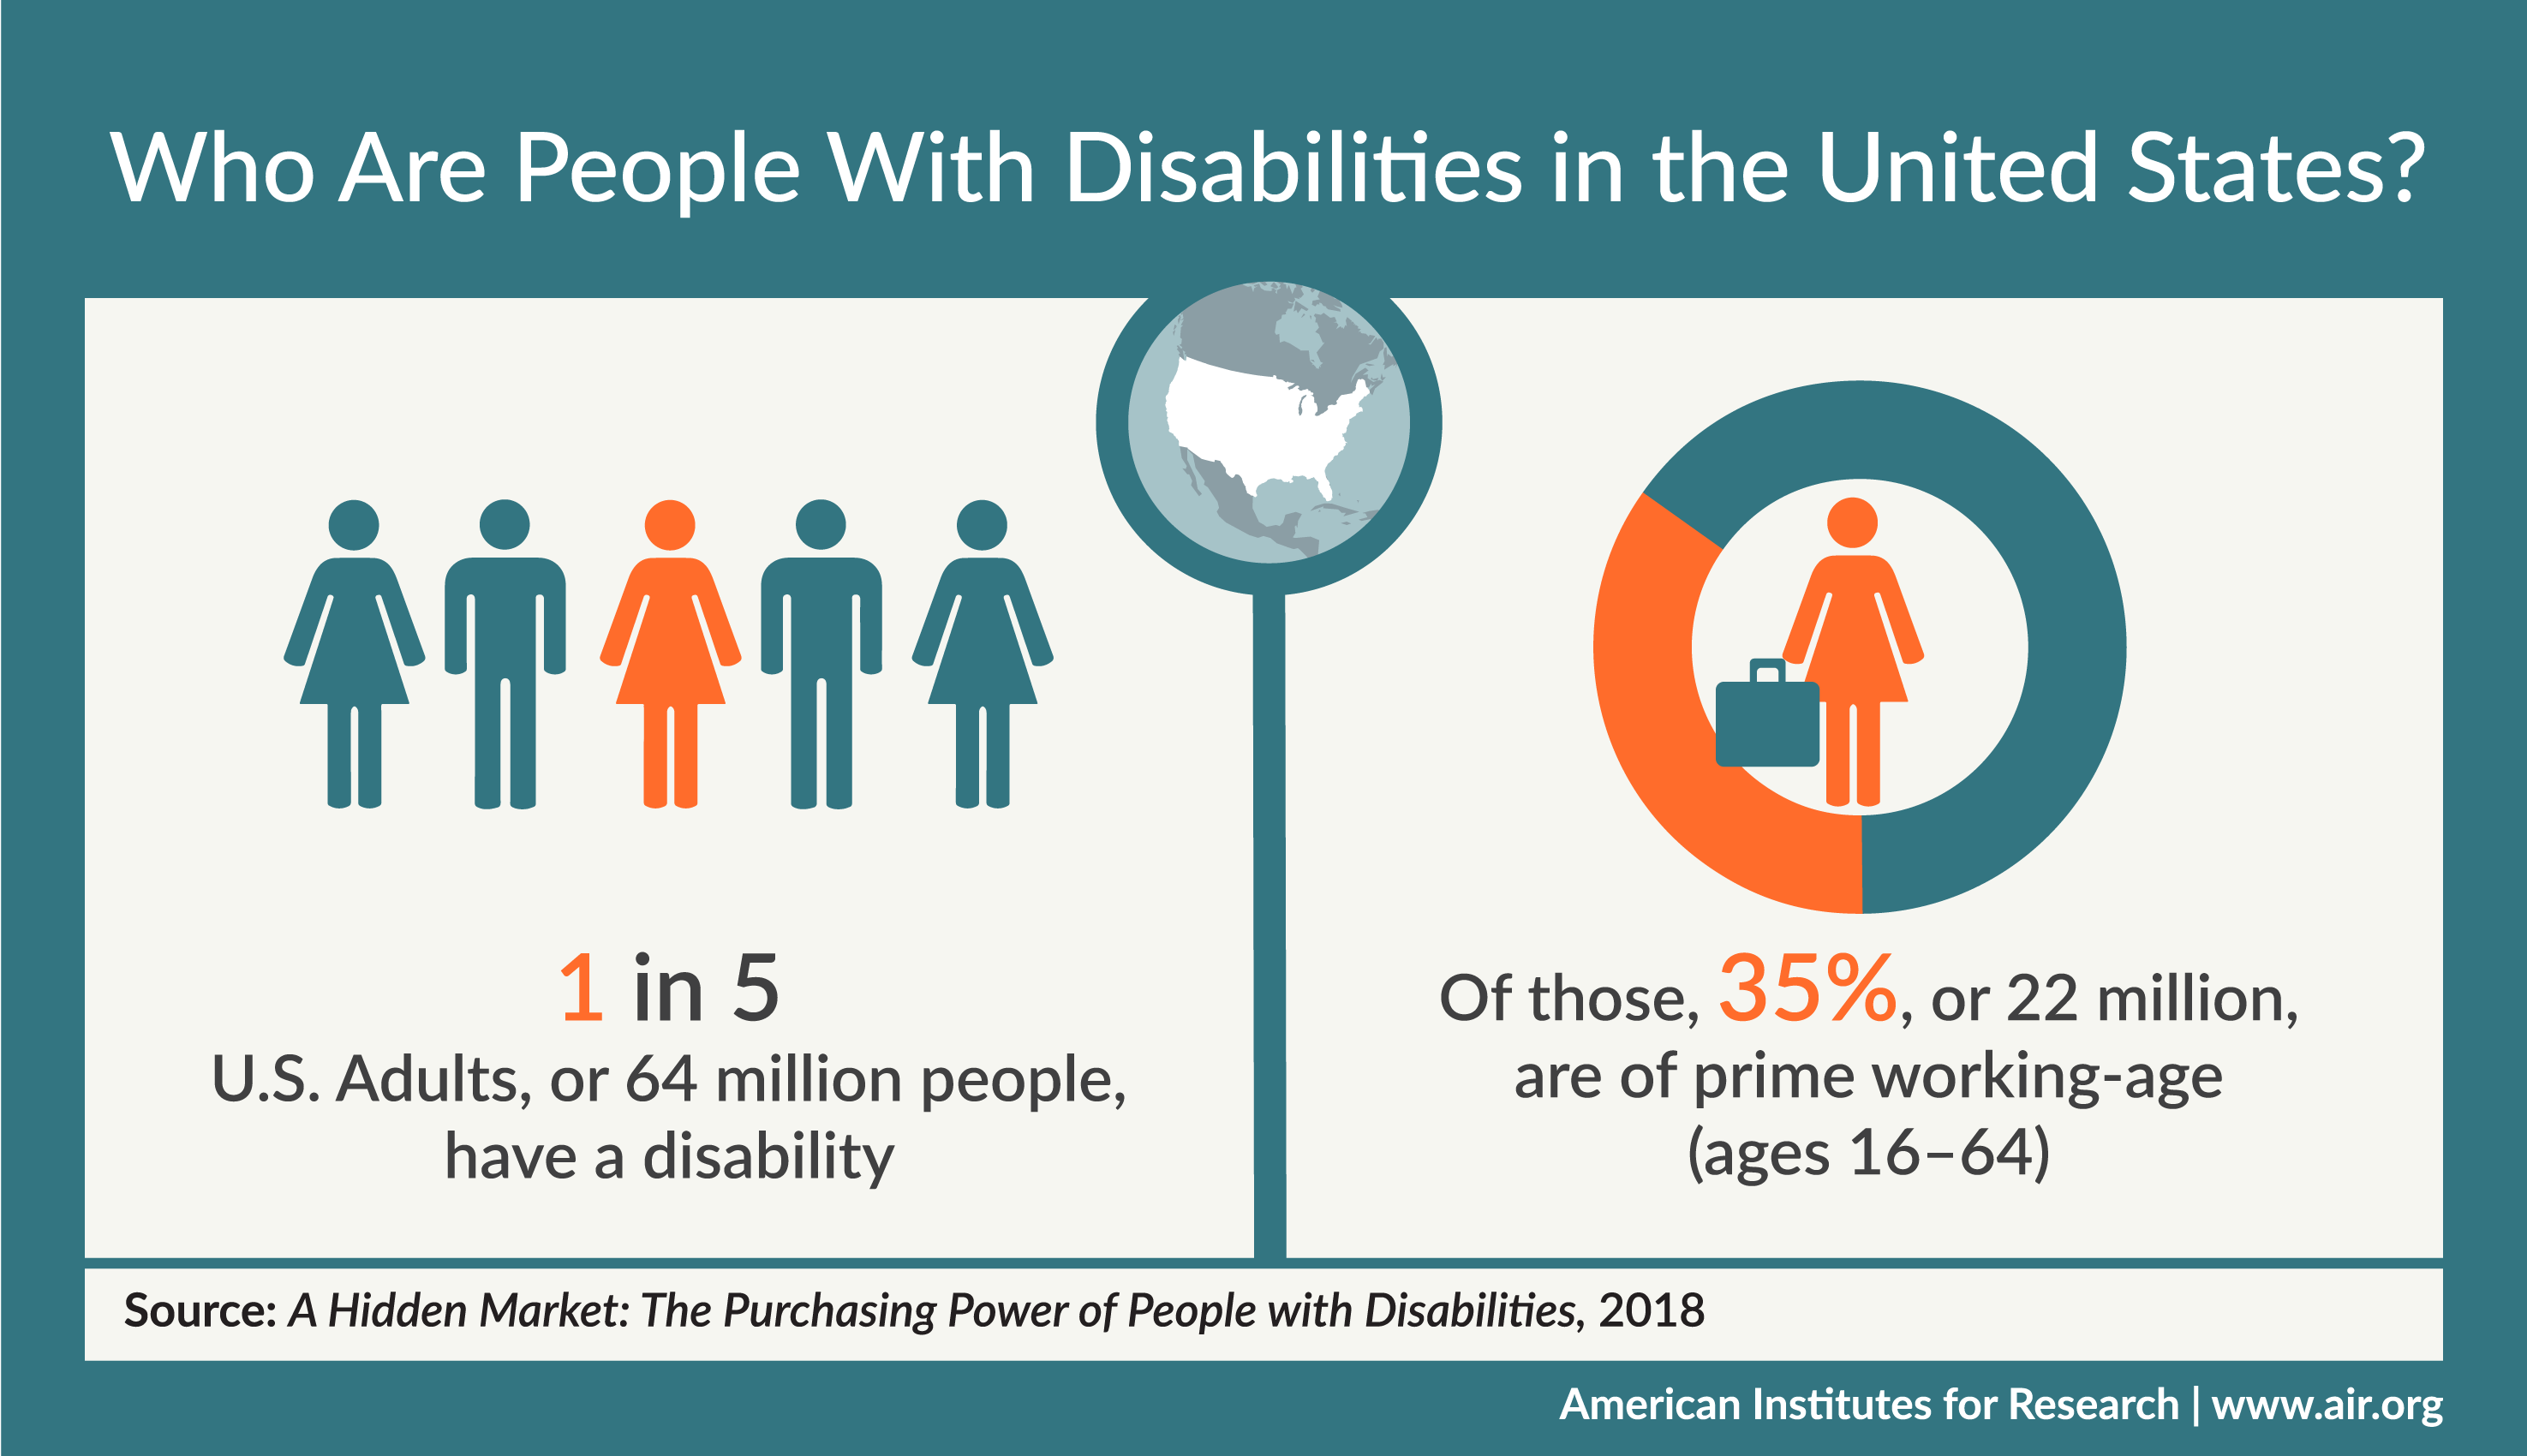 Who Are People With Disabilities in the United States?
1 in 5
U.S. Adults, or 64 million people,
have a disability
Of those, 35%, or 22 million,
are of prime working-age
(ages 16–64)
Source: A Hidden Market: The Purchasing Power of People with Disabilities, 2018
American Institutes for Research | www.air.org